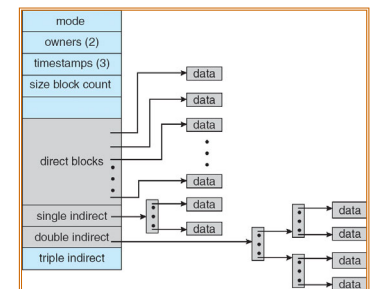 mode
owners (2)
timestamps (3)
size block count
direct blocks
single indirect
double indirect
triple indirect
data
data
data
data
data
data
data
data
data
data